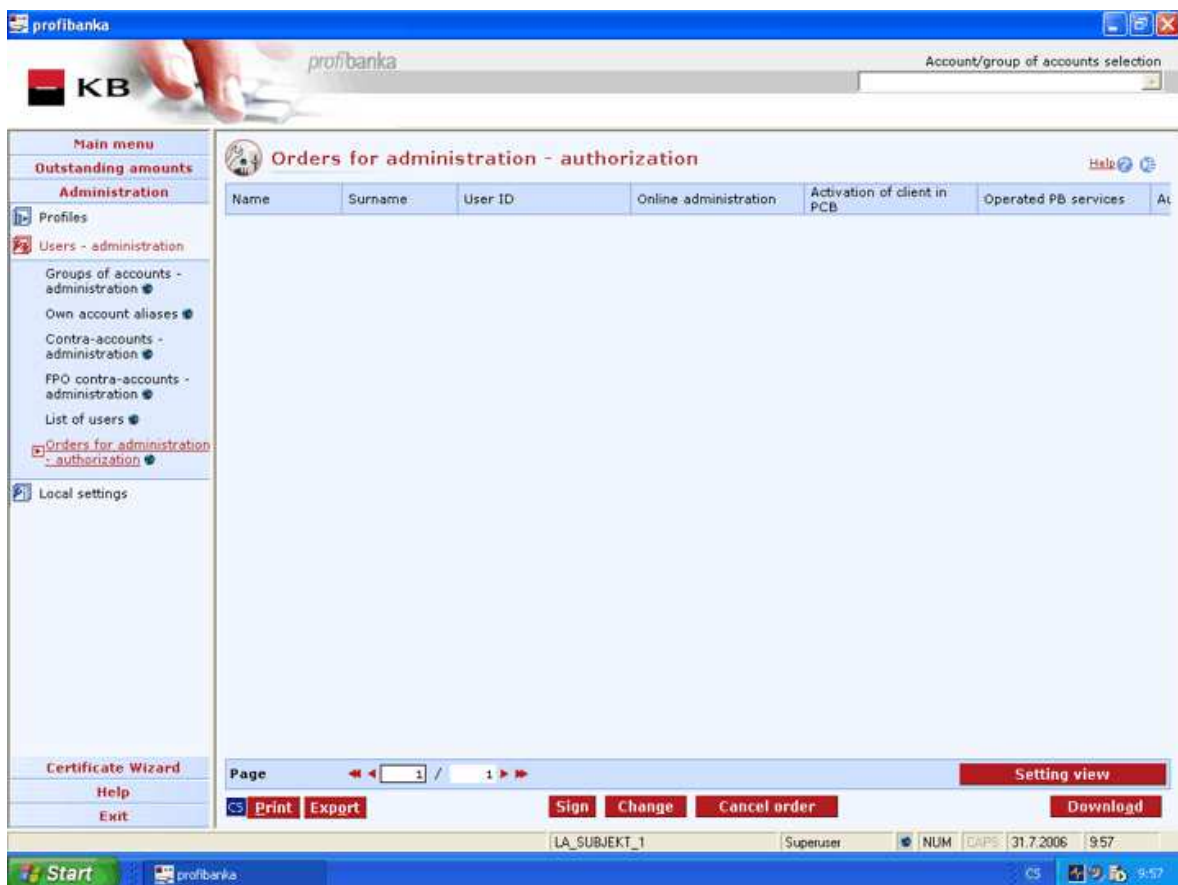 profibanka
KB
profibanka
Account/group of accounts selection
Main menu
Outstanding amounts
Administration
Profiles
Users - administration
Groups of accounts -
administration
Own account aliases
Contra-accounts -
administration
FPO contra-accounts -
administration
List of users
Orders for administration
- authorization
Local settings
Certificate Wizard
Help
Exit
Orders for administration - authorization
Help
Name Surname User ID Online administration Activation of client in PCB Operated PB services Au
Page 1 / 1 Setting view
CS Print Export Sign Change Cancel order Download
LA_SUBJEKT_1 Superuser NUM CAPS 31.7.2006 9:57
Start profibanka CS 9:57